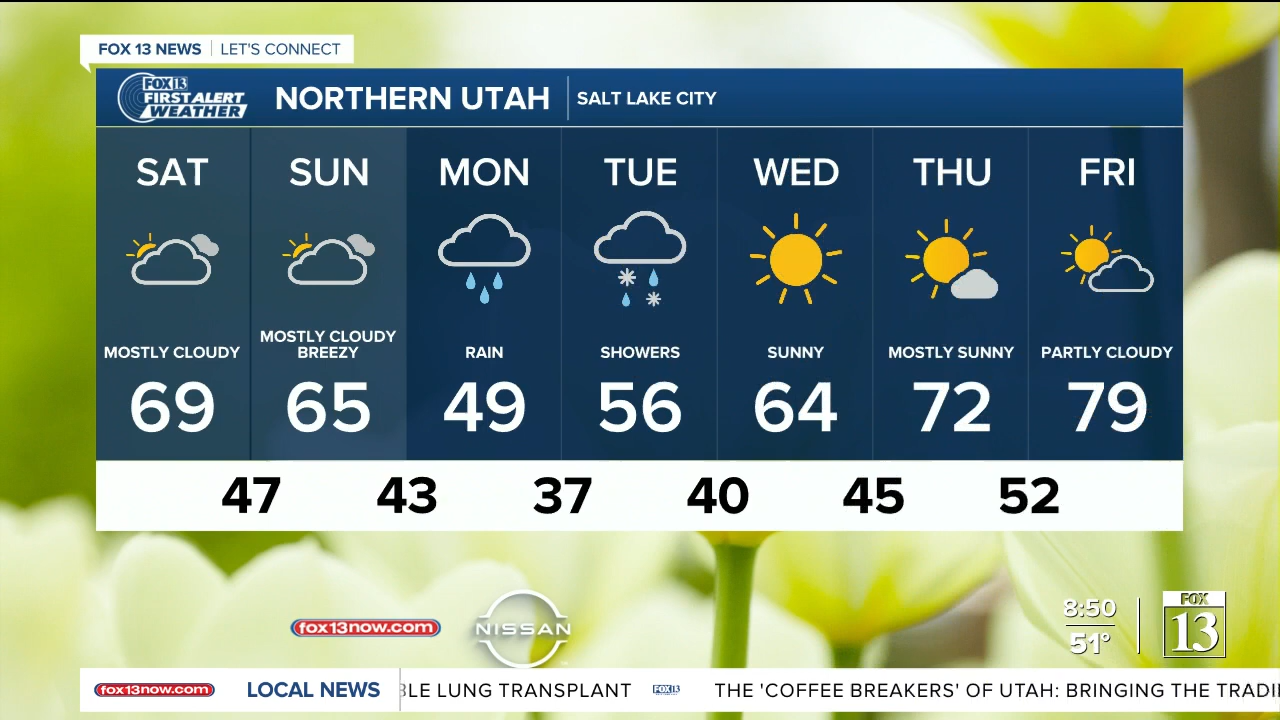 FOX 13 NEWS | LET'S CONNECT
FOX 13
FIRST ALERT
WEATHER
NORTHERN UTAH | SALT LAKE CITY
SAT SUN MON TUE WED THU FRI
MOSTLY CLOUDY
MOSTLY CLOUDY
BREEZY
RAIN
SHOWERS
SUNNY
MOSTLY SUNNY
PARTLY CLOUDY
69 65 49 56 64 72 79
47 43 37 40 45 52
fox13now.com
NISSAN
8:50
51°
FOX
13
fox13now.com
LOCAL NEWS
LE LUNG TRANSPLANT
FOX 13
THE 'COFFEE BREAKERS' OF UTAH: BRINGING THE TRADI